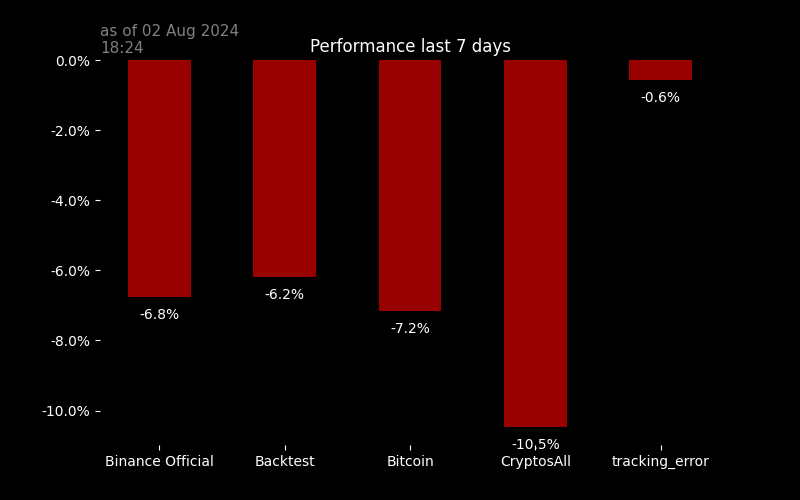 as of 02 Aug 2024
18:24
Performance last 7 days
0.0%
-2.0%
-4.0%
-6.0%
-8.0%
-10.0%
-6.8%
-6.2%
-7.2%
-10.5%
-0.6%
Binance Official
Backtest
Bitcoin
CryptosAll
tracking_error